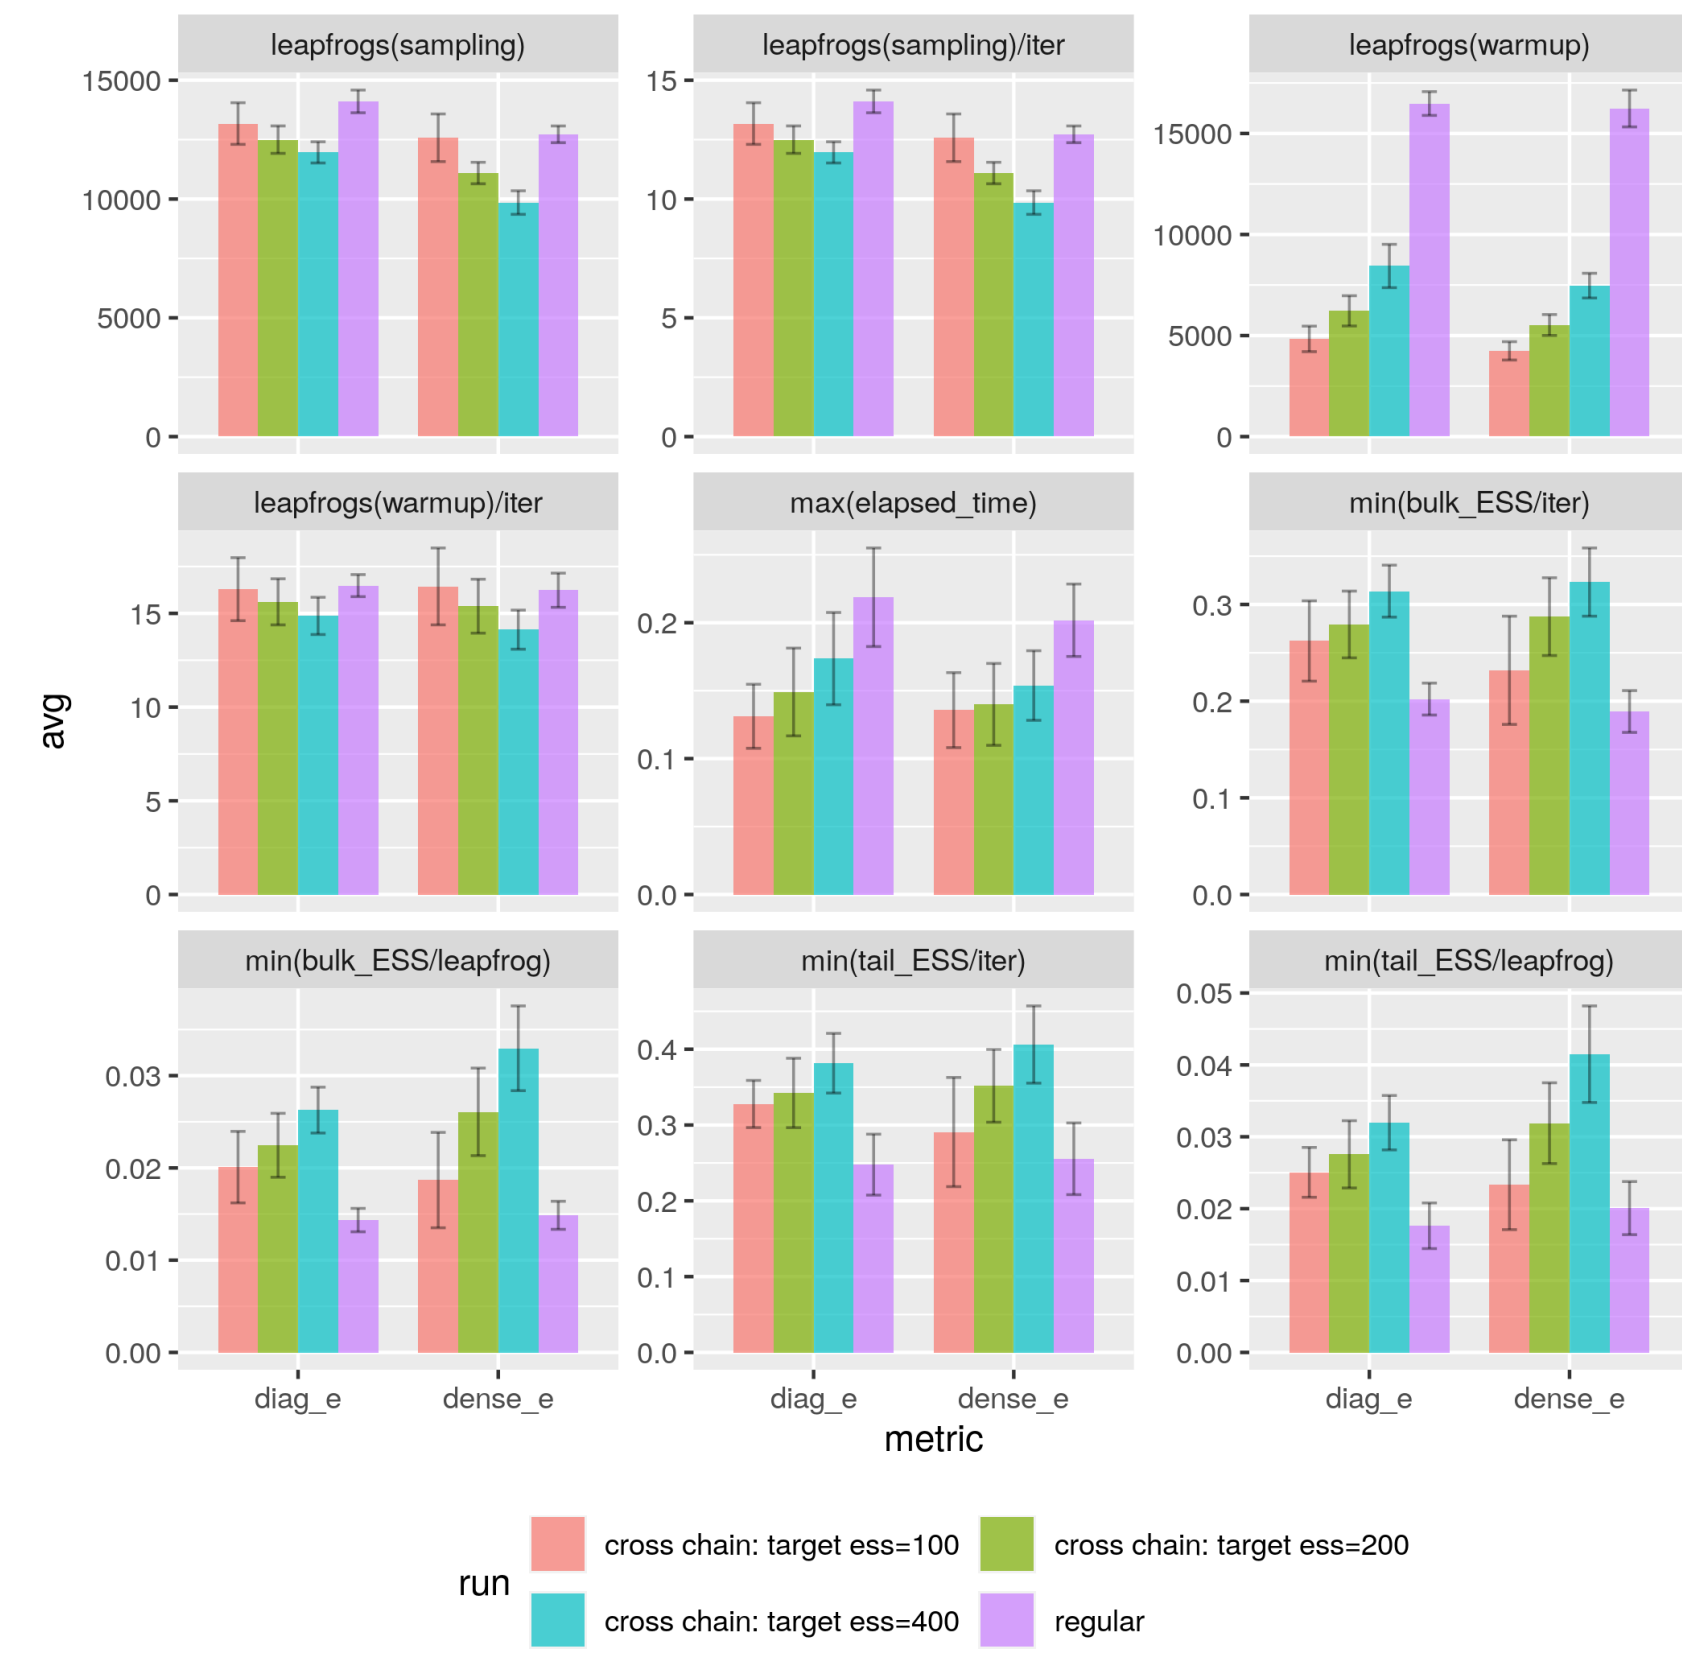 leapfrogs(sampling)
leapfrogs(sampling)/iter
leapfrogs(warmup)
15000
10000
5000
0
15
10
5
0
15000
10000
5000
0
leapfrogs(warmup)/iter
max(elapsed_time)
min(bulk_ESS/iter)
15
10
5
0
0.2
0.1
0.0
0.3
0.2
0.1
0.0
avg
min(bulk_ESS/leapfrog)
min(tail_ESS/iter)
min(tail_ESS/leapfrog)
0.03
0.02
0.01
0.00
0.4
0.3
0.2
0.1
0.0
0.05
0.04
0.03
0.02
0.01
0.00
diag_e dense_e
diag_e dense_e
diag_e dense_e
metric
run
cross chain: target ess=100
cross chain: target ess=200
cross chain: target ess=400
regular